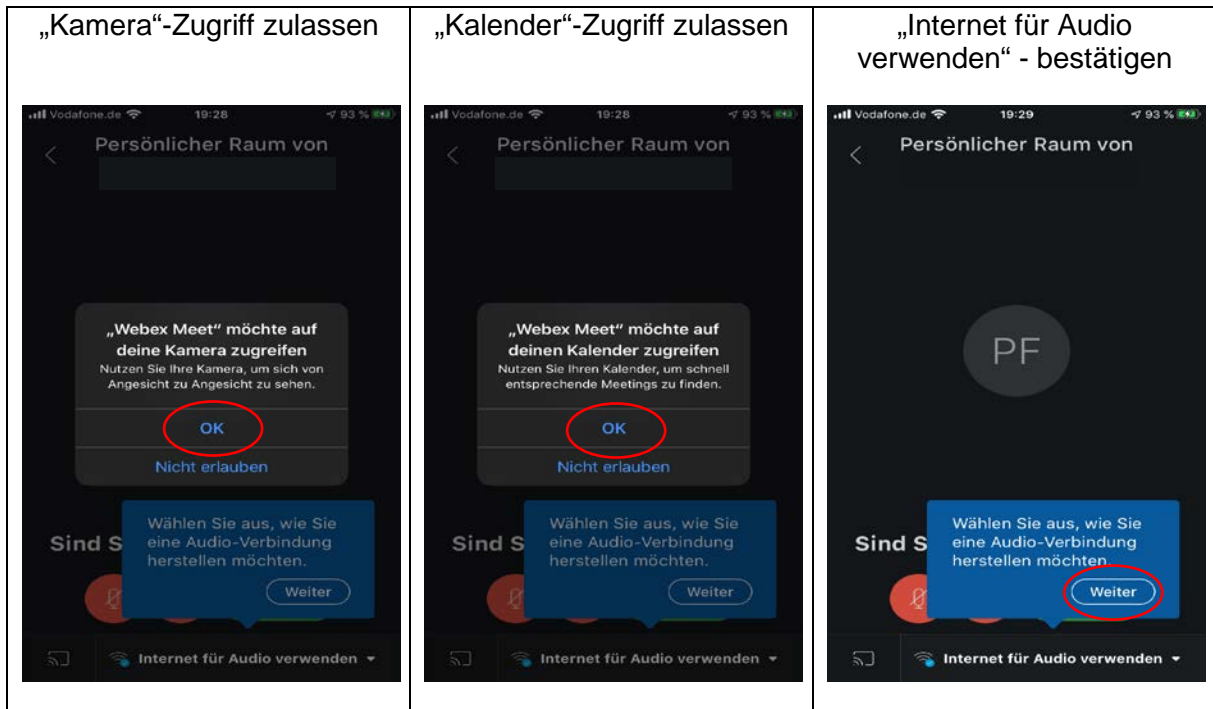 „Kamera“-Zugriff zulassen
Vodafone.de 19:28 93 %
Persönlicher Raum von
„Webex Meet“ möchte auf
deine Kamera zugreifen
Nutzen Sie Ihre Kamera, um sich von
Angesicht zu Angesicht zu sehen.
OK
Nicht erlauben
Wählen Sie aus, wie Sie
eine Audio-Verbindung
herstellen möchten.
Sind S
Weiter
Internet für Audio verwenden
„Kalender“-Zugriff zulassen
Vodafone.de 19:28 93 %
Persönlicher Raum von
„Webex Meet“ möchte auf
deinen Kalender zugreifen
Nutzen Sie Ihren Kalender, um schnell
entsprechende Meetings zu finden.
OK
Nicht erlauben
Wählen Sie aus, wie Sie
eine Audio-Verbindung
herstellen möchten.
Sind S
Weiter
Internet für Audio verwenden
„Internet für Audio
verwenden“ - bestätigen
Vodafone.de 19:29 93 %
Persönlicher Raum von
PF
Wählen Sie aus, wie Sie
eine Audio-Verbindung
herstellen möchten.
Sind S
Weiter
Internet für Audio verwenden